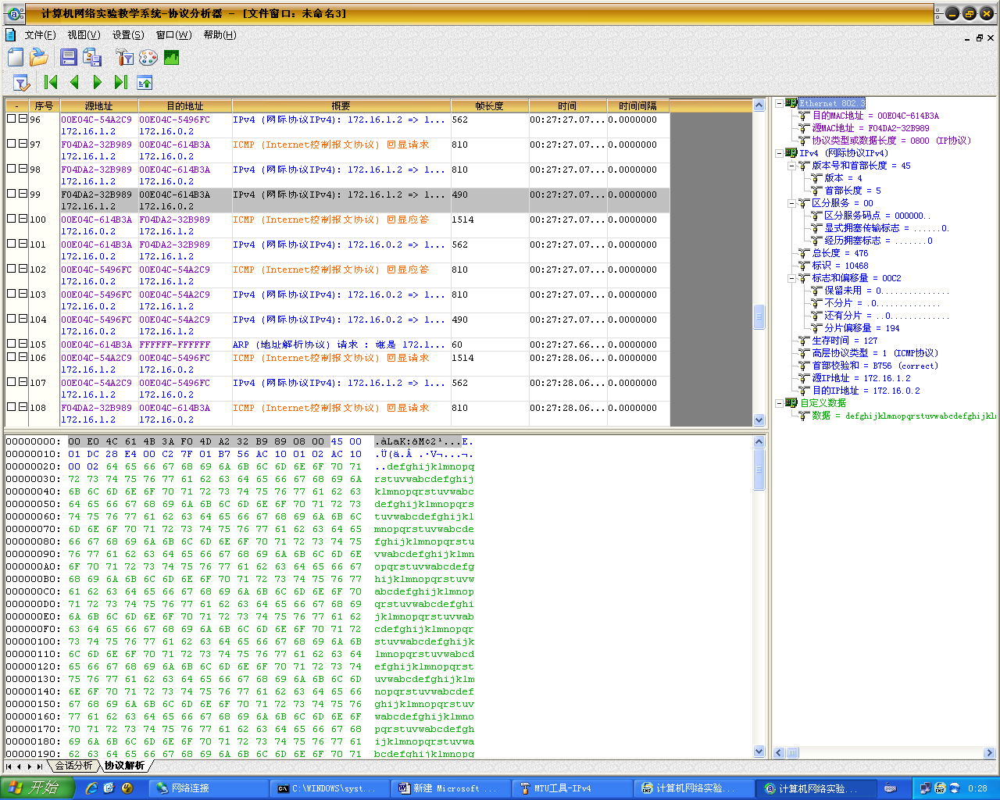 计算机网络实验教学系统-协议分析器 - [文件窗口: 未命名3]
文件(F) 视图(V) 设置(S) 窗口(W) 帮助(H)
- 序号 源地址 目的地址 概要 帧长度 时间 时间间隔
96 00E04C-54A2C9 00E04C-5496FC IPv4 (网际协议IPv4): 172.16.1.2 => 1... 562 00:27:27.07... 0.0000000
172.16.1.2 172.16.0.2
97 F04DA2-32B989 00E04C-614B3A ICMP (Internet控制报文协议) 回显请求 810 00:27:27.07... 0.0000000
172.16.1.2 172.16.0.2
98 F04DA2-32B989 00E04C-614B3A IPv4 (网际协议IPv4): 172.16.1.2 => 1... 810 00:27:27.07... 0.0000000
172.16.1.2 172.16.0.2
99 F04DA2-32B989 00E04C-614B3A IPv4 (网际协议IPv4): 172.16.1.2 => 1... 490 00:27:27.07... 0.0000000
172.16.1.2 172.16.0.2
100 00E04C-614B3A F04DA2-32B989 ICMP (Internet控制报文协议) 回显应答 1514 00:27:27.07... 0.0000000
172.16.0.2 172.16.1.2
101 00E04C-614B3A F04DA2-32B989 IPv4 (网际协议IPv4): 172.16.0.2 => 1... 562 00:27:27.07... 0.0000000
172.16.0.2 172.16.1.2
102 00E04C-5496FC 00E04C-54A2C9 ICMP (Internet控制报文协议) 回显应答 810 00:27:27.07... 0.0000000
172.16.0.2 172.16.1.2
103 00E04C-5496FC 00E04C-54A2C9 IPv4 (网际协议IPv4): 172.16.0.2 => 1... 810 00:27:27.07... 0.0000000
172.16.0.2 172.16.1.2
104 00E04C-5496FC 00E04C-54A2C9 IPv4 (网际协议IPv4): 172.16.0.2 => 1... 490 00:27:27.07... 0.0000000
172.16.0.2 172.16.1.2
105 00E04C-614B3A FFFFFF-FFFFFF ARP (地址解析协议) 请求 : 谁是 172.1... 60 00:27:27.66... 0.0000000
106 00E04C-54A2C9 00E04C-5496FC ICMP (Internet控制报文协议) 回显请求 1514 00:27:28.06... 0.0000000
172.16.1.2 172.16.0.2
107 00E04C-54A2C9 00E04C-5496FC IPv4 (网际协议IPv4): 172.16.1.2 => 1... 562 00:27:28.06... 0.0000000
172.16.1.2 172.16.0.2
108 F04DA2-32B989 00E04C-614B3A ICMP (Internet控制报文协议) 回显请求 810 00:27:28.06... 0.0000000
172.16.1.2 172.16.0.2
Ethernet 802.3
目的MAC地址 = 00E04C-614B3A
源MAC地址 = F04DA2-32B989
协议类型或数据长度 = 0800 (IP协议)
IPv4 (网际协议IPv4)
版本号和首部长度 = 45
版本 = 4
首部长度 = 5
区分服务 = 00
区分服务码点 = 000000..
显式拥塞传输标志 = ......0.
经历拥塞标志 = .......0
总长度 = 476
标识 = 10468
标志和偏移量 = 00C2
保留未用 = 0...............
不分片 = .0..............
还有分片 = ..0.............
分片偏移量 = 194
生存时间 = 127
高层协议类型 = 1 (ICMP协议)
首部校验和 = B756 (correct)
源IP地址 = 172.16.1.2
目的IP地址 = 172.16.0.2
自定义数据
数据 = defghijklmnopqrstuvwabcdefghijkl
00000000: 00 E0 4C 61 4B 3A F0 4D A2 32 B9 89 08 00 45 00 .àLaK:ðM¢2¹...E.
00000010: 01 DC 28 E4 00 C2 7F 01 B7 56 AC 10 01 02 AC 10 .Ü(ä.Â .·V¬...¬.
00000020: 00 02 64 65 66 67 68 69 6A 6B 6C 6D 6E 6F 70 71 ..defghijklmnopq
00000030: 72 73 74 75 76 77 61 62 63 64 65 66 67 68 69 6A rstuvwabcdefghij
00000040: 6B 6C 6D 6E 6F 70 71 72 73 74 75 76 77 61 62 63 klmnopqrstuvwabc
00000050: 64 65 66 67 68 69 6A 6B 6C 6D 6E 6F 70 71 72 73 defghijklmnopqrs
00000060: 74 75 76 77 61 62 63 64 65 66 67 68 69 6A 6B 6C tuvwabcdefghijkl
00000070: 6D 6E 6F 70 71 72 73 74 75 76 77 61 62 63 64 65 mnopqrstuvwabcde
00000080: 66 67 68 69 6A 6B 6C 6D 6E 6F 70 71 72 73 74 75 fghijklmnopqrstu
00000090: 76 77 61 62 63 64 65 66 67 68 69 6A 6B 6C 6D 6E vwabcdefghijklmn
000000A0: 6F 70 71 72 73 74 75 76 77 61 62 63 64 65 66 67 opqrstuvwabcdefg
000000B0: 68 69 6A 6B 6C 6D 6E 6F 70 71 72 73 74 75 76 77 hijklmnopqrstuvw
000000C0: 61 62 63 64 65 66 67 68 69 6A 6B 6C 6D 6E 6F 70 abcdefghijklmnop
000000D0: 71 72 73 74 75 76 77 61 62 63 64 65 66 67 68 69 qrstuvwabcdefghi
000000E0: 6A 6B 6C 6D 6E 6F 70 71 72 73 74 75 76 77 61 62 jklmnopqrstuvwab
000000F0: 63 64 65 66 67 68 69 6A 6B 6C 6D 6E 6F 70 71 72 cdefghijklmnopqr
00000100: 73 74 75 76 77 61 62 63 64 65 66 67 68 69 6A 6B stuvwabcdefghijk
00000110: 6C 6D 6E 6F 70 71 72 73 74 75 76 77 61 62 63 64 lmnopqrstuvwabcd
00000120: 65 66 67 68 69 6A 6B 6C 6D 6E 6F 70 71 72 73 74 efghijklmnopqrst
00000130: 75 76 77 61 62 63 64 65 66 67 68 69 6A 6B 6C 6D uvwabcdefghijklm
00000140: 6E 6F 70 71 72 73 74 75 76 77 61 62 63 64 65 66 nopqrstuvwabcdef
00000150: 67 68 69 6A 6B 6C 6D 6E 6F 70 71 72 73 74 75 76 ghijklmnopqrstuv
00000160: 77 61 62 63 64 65 66 67 68 69 6A 6B 6C 6D 6E 6F wabcdefghijklmno
00000170: 70 71 72 73 74 75 76 77 61 62 63 64 65 66 67 68 pqrstuvwabcdefgh
00000180: 69 6A 6B 6C 6D 6E 6F 70 71 72 73 74 75 76 77 61 ijklmnopqrstuvwa
00000190: 62 63 64 65 66 67 68 69 6A 6B 6C 6D 6E 6F 70 71 bcdefghijklmnopq
会话分析 协议解析
开始 网络连接 C:\WINDOWS\syst... 新建 Microsoft ... MTU工具-IPv4 计算机网络实验... 计算机网络实验... 0:28